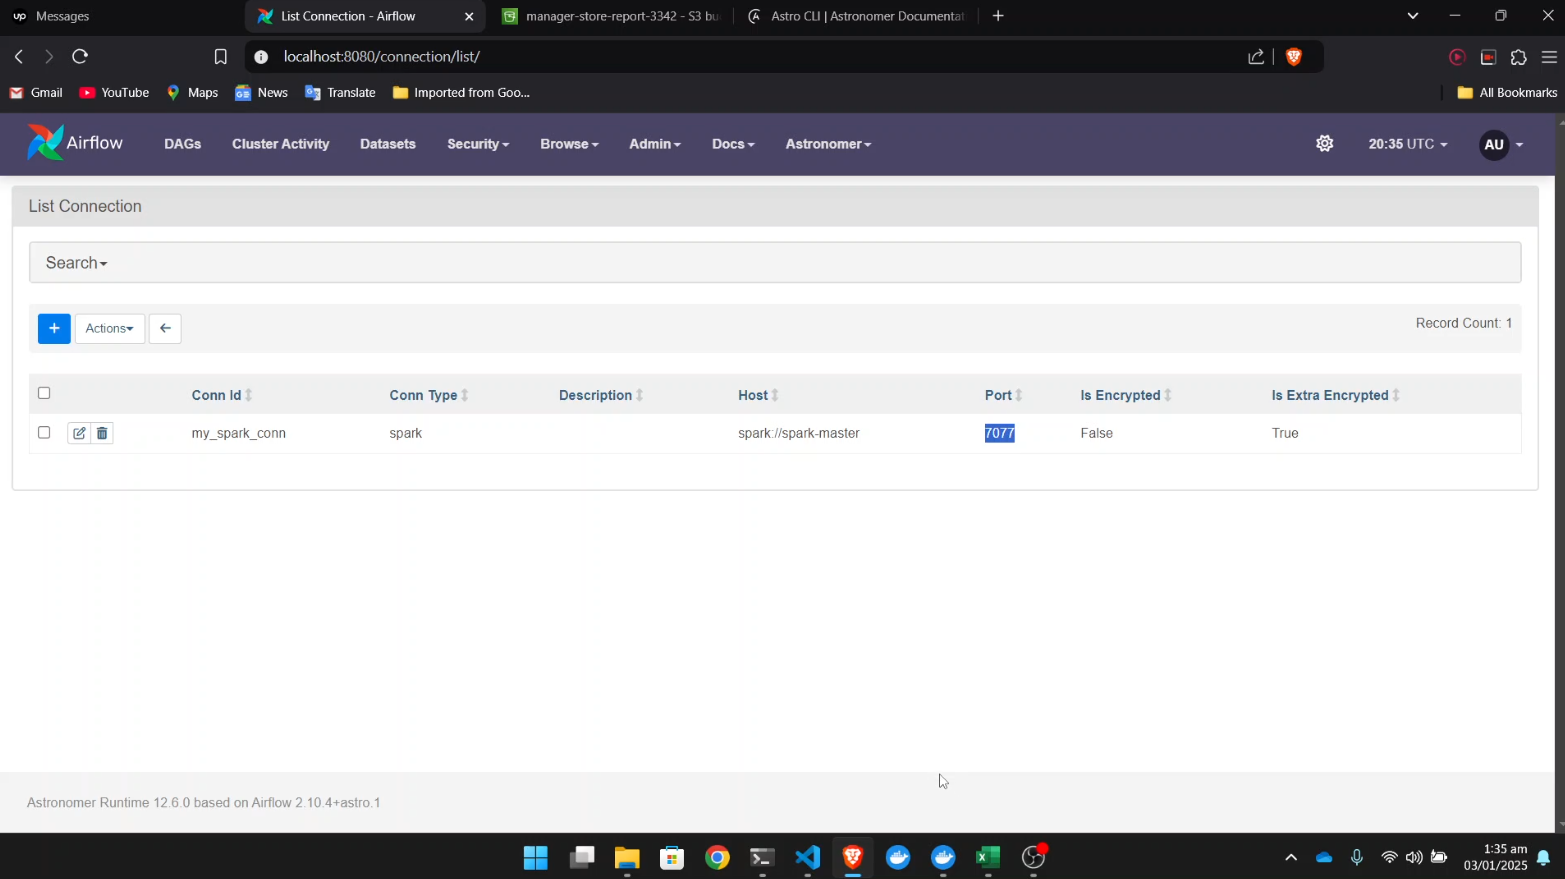 up Messages
List Connection - Airflow
manager-store-report-3342 - S3 bu
Astro CLI | Astronomer Documentat
localhost:8080/connection/list/
Gmail YouTube Maps News Translate Imported from Goo... All Bookmarks
Airflow DAGs Cluster Activity Datasets Security Browse Admin Docs Astronomer 20:35 UTC AU
List Connection
Search
+ Actions Record Count: 1
Conn Id Conn Type Description Host Port Is Encrypted Is Extra Encrypted
my_spark_conn spark spark://spark-master 7077 False True
Astronomer Runtime 12.6.0 based on Airflow 2.10.4+astro.1
1:35 am
03/01/2025